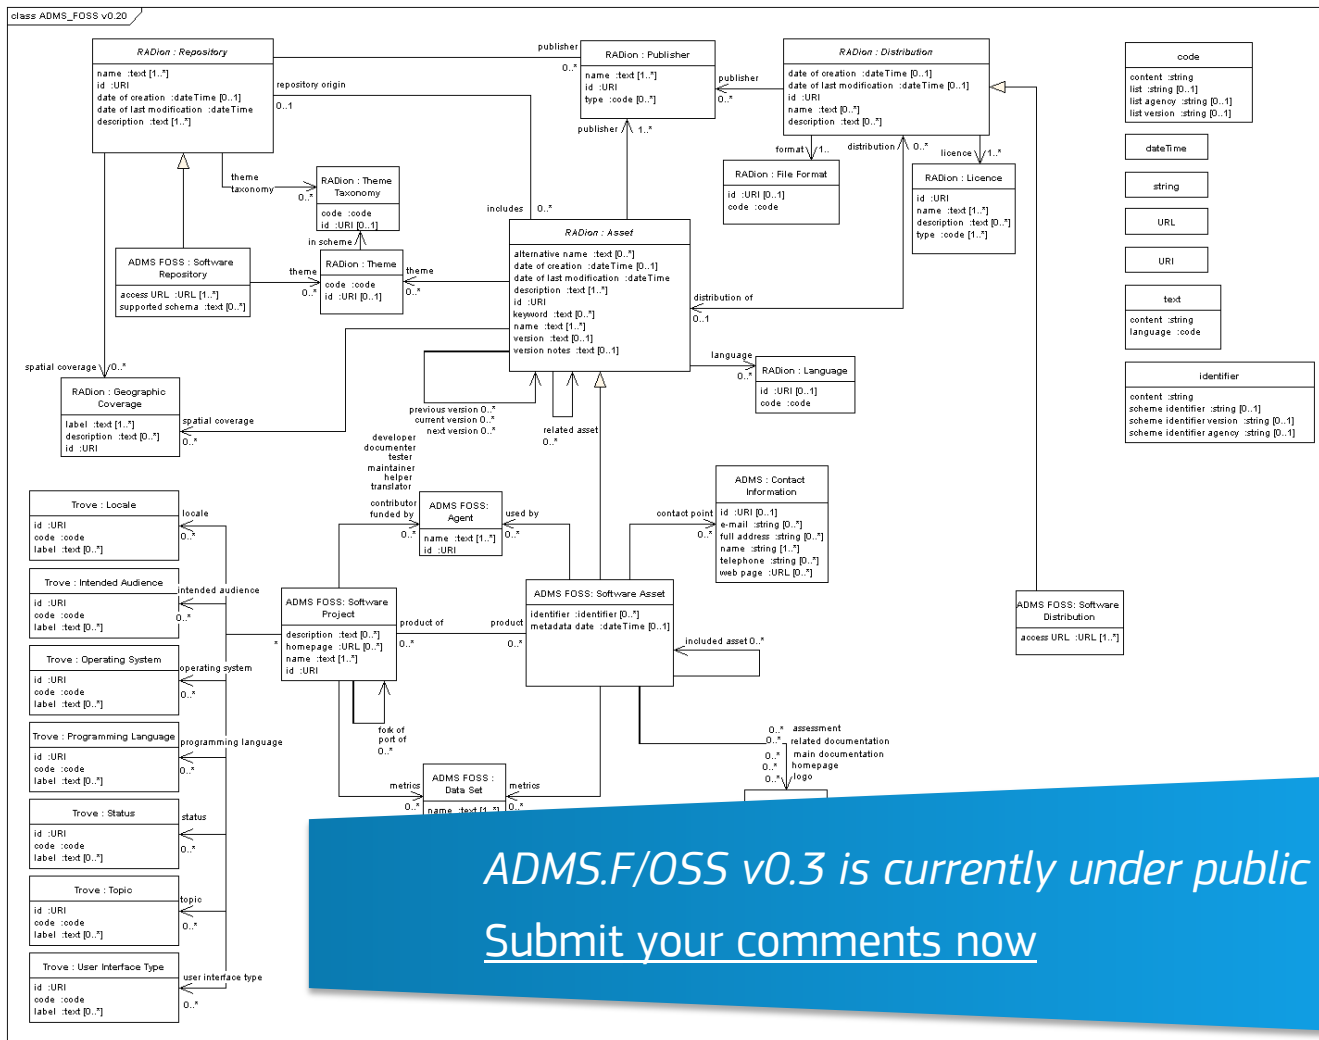 class ADMS_FOSS v0.20
RADion : Repository
name :text [1..*]
id :URI
date of creation :dateTime [0..1]
date of last modification :dateTime
description :text [1..*]
publisher
0..*
repository origin
0..1
RADion : Publisher
name :text [1..*]
id :URI
type :code [0..*]
publisher
0..*
publisher
1..*
RADion : Distribution
date of creation :dateTime [0..1]
date of last modification :dateTime [0..1]
id :URI
name :text [0..*]
description :text [0..*]
code
content :string
list :string [0..1]
list agency :string [0..1]
list version :string [0..1]
dateTime
string
URL
URI
text
content :string
language :code
identifier
content :string
scheme identifier :string [0..1]
scheme identifier version :string [0..1]
scheme identifier agency :string [0..1]
format
1..
distribution
0..*
licence
1..*
RADion : File Format
id :URI [0..1]
code :code
RADion : Licence
id :URI
name :text [1..*]
description :text [0..*]
type :code [1..*]
theme
taxonomy
0..*
RADion : Theme
Taxonomy
code :code
id :URI [0..1]
in scheme
includes
0..*
ADMS FOSS : Software
Repository
access URL :URL [1..*]
supported schema :text [0..*]
theme
0..*
RADion : Theme
code :code
id :URI [0..1]
theme
0..*
RADion : Asset
alternative name :text [0..*]
date of creation :dateTime [0..1]
date of last modification :dateTime
description :text [1..*]
id :URI
keyword :text [0..*]
name :text [1..*]
version :text [0..1]
version notes :text [0..1]
distribution of
0..1
language
0..*
RADion : Language
id :URI [0..1]
code :code
spatial coverage
0..*
RADion : Geographic
Coverage
label :text [1..*]
description :text [0..*]
id :URI
spatial coverage
0..*
previous version 0..*
current version 0..*
next version 0..*
related asset
0..*
developer
documenter
tester
maintainer
helper
translator
contributor
funded by
0..*
ADMS FOSS:
Agent
name :text [1..*]
id :URI
used by
0..*
contact point
0..*
ADMS : Contact
Information
id :URI [0..1]
e-mail :string [0..*]
full address :string [0..*]
name :string [1..*]
telephone :string [0..*]
web page :URL [0..*]
Trove : Locale
id :URI
code :code
label :text [0..*]
locale
0..*
Trove : Intended Audience
id :URI
code :code
label :text [0..*]
intended audience
0..*
Trove : Operating System
id :URI
code :code
label :text [0..*]
operating system
0..*
Trove : Programming Language
id :URI
code :code
label :text [0..*]
programming language
0..*
Trove : Status
id :URI
code :code
label :text [0..*]
status
0..*
Trove : Topic
id :URI
code :code
label :text [0..*]
topic
0..*
Trove : User Interface Type
id :URI
code :code
label :text [0..*]
user interface type
0..*
*
ADMS FOSS: Software
Project
description :text [0..*]
homepage :URL [0..*]
name :text [1..*]
id :URI
product of
0..*
product
0..*
ADMS FOSS: Software Asset
identifier :identifier [0..*]
metadata date :dateTime [0..1]
included asset 0..*
ADMS FOSS: Software
Distribution
access URL :URL [1..*]
fork of
port of
0..*
metrics
0..*
ADMS FOSS :
Data Set
name :text [1..*]
metrics
0..*
0..* assessment
0..* related documentation
0..* main documentation
0..* homepage
0..* logo
ADMS.F/OSS v0.3 is currently under public
Submit your comments now